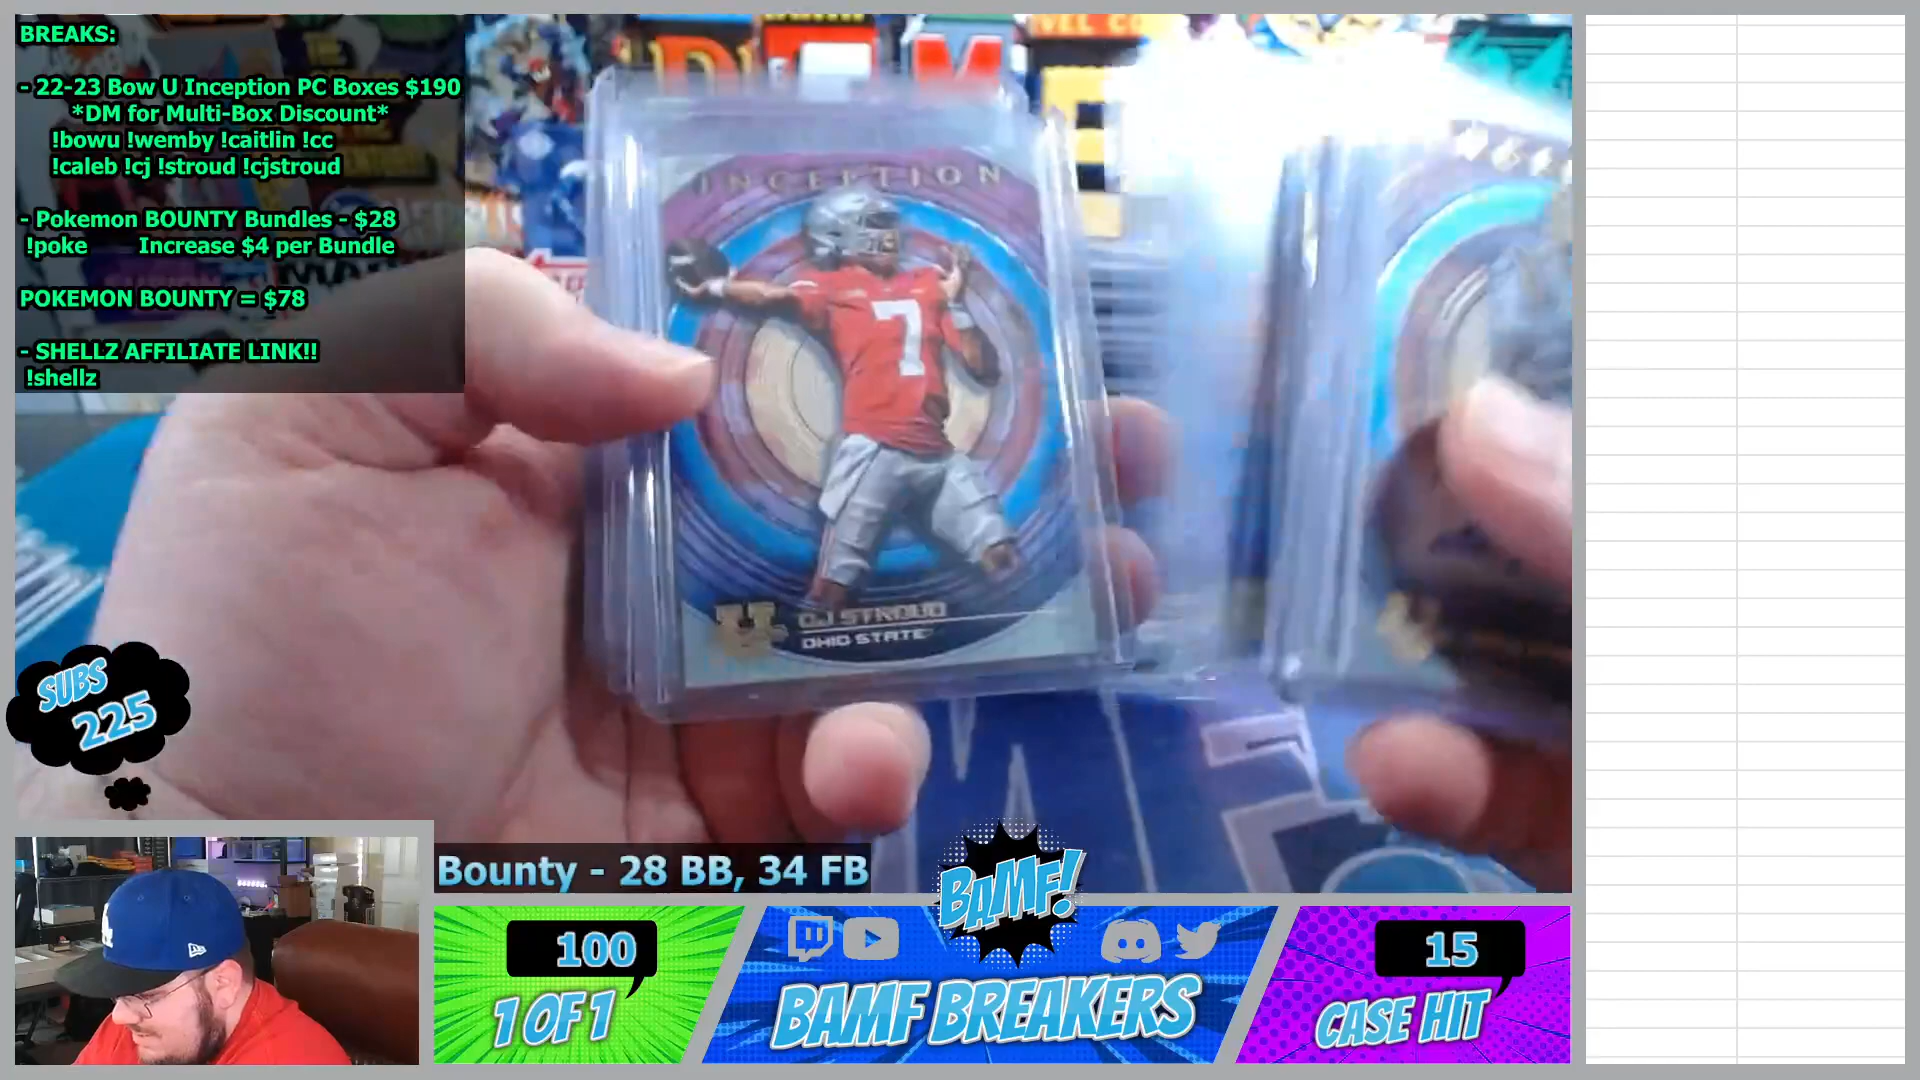 BREAKS:
- 22-23 Bow U Inception PC Boxes $190
*DM for Multi-Box Discount*
!bowu !wemby !caitlin !cc
!caleb !cj !stroud !cjstroud
- Pokemon BOUNTY Bundles - $28
!poke Increase $4 per Bundle
POKEMON BOUNTY = $78
- SHELLZ AFFILIATE LINK!!
!shellz
INCEPTION
7
CJ STROUD
OHIO STATE
SUBS
225
Bounty - 28 BB, 34 FB
BAMF!
100
1 OF 1
BAMF BREAKERS
15
CASE HIT